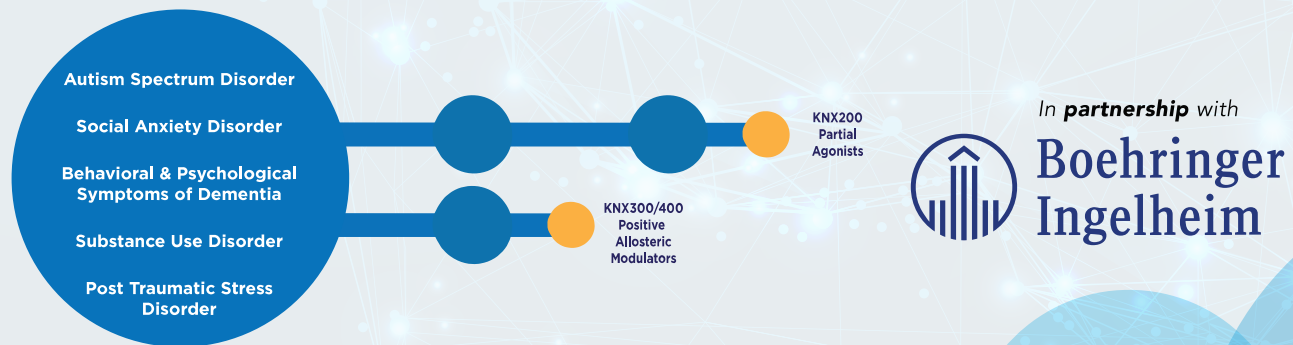 Autism Spectrum Disorder
Social Anxiety Disorder
Behavioral & Psychological
Symptoms of Dementia
Substance Use Disorder
Post Traumatic Stress
Disorder
KNX200
Partial
Agonists
KNX300/400
Positive
Allosteric
Modulators
In partnership with
Boehringer
Ingelheim